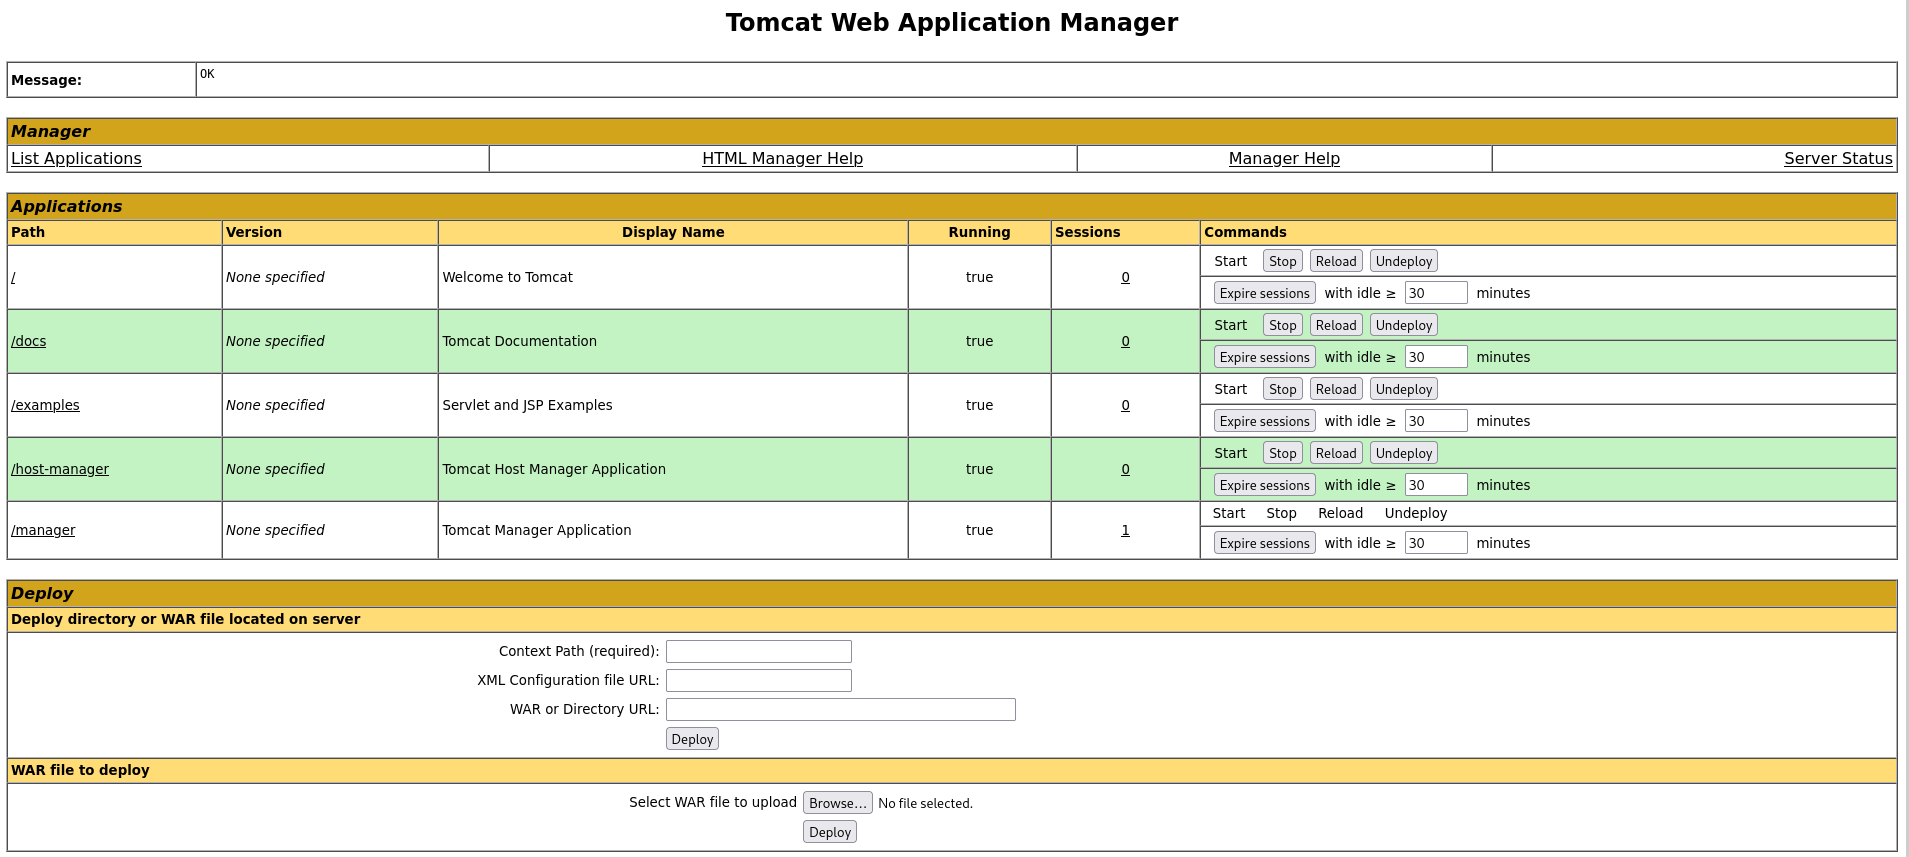 Tomcat Web Application Manager
Message: OK
Manager
List Applications HTML Manager Help Manager Help Server Status
Applications
Path Version Display Name Running Sessions Commands
/ None specified Welcome to Tomcat true 0 Start Stop Reload Undeploy
Expire sessions with idle ≥ 30 minutes
/docs None specified Tomcat Documentation true 0 Start Stop Reload Undeploy
Expire sessions with idle ≥ 30 minutes
/examples None specified Servlet and JSP Examples true 0 Start Stop Reload Undeploy
Expire sessions with idle ≥ 30 minutes
/host-manager None specified Tomcat Host Manager Application true 0 Start Stop Reload Undeploy
Expire sessions with idle ≥ 30 minutes
/manager None specified Tomcat Manager Application true 1 Start Stop Reload Undeploy
Expire sessions with idle ≥ 30 minutes
Deploy
Deploy directory or WAR file located on server
Context Path (required):
XML Configuration file URL:
WAR or Directory URL:
Deploy
WAR file to deploy
Select WAR file to upload Browse... No file selected.
Deploy